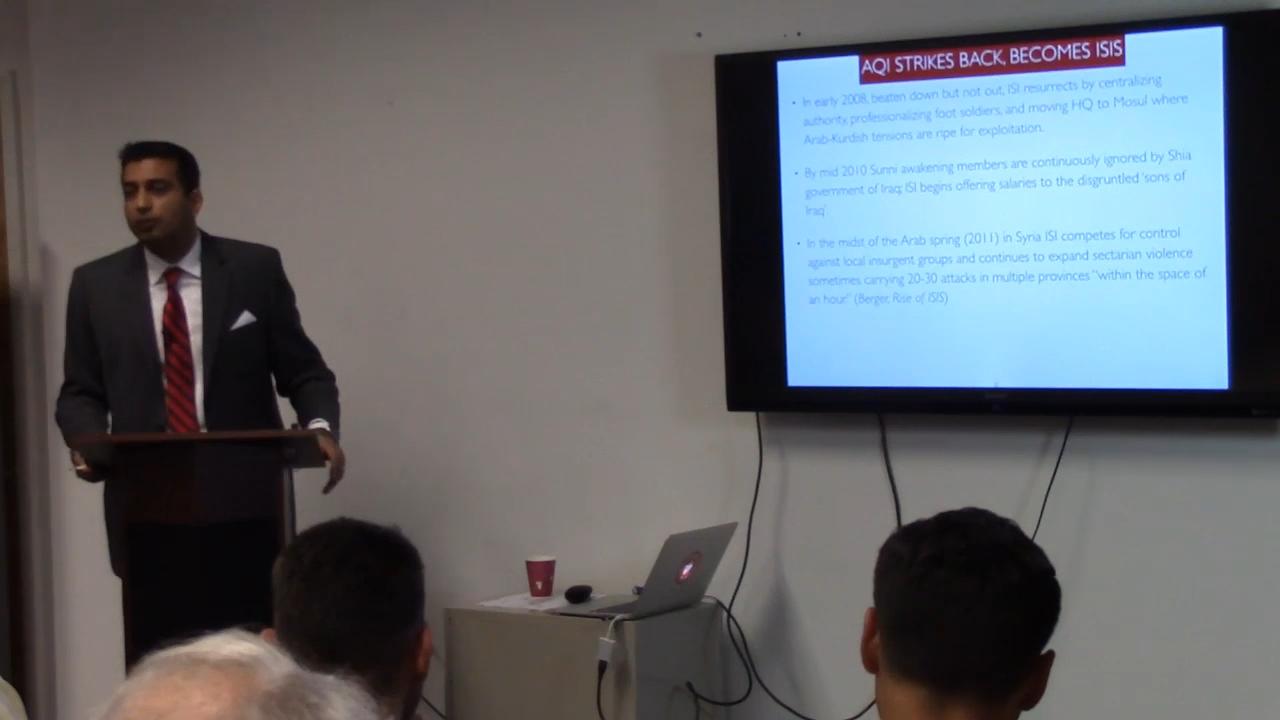 AQI STRIKES BACK, BECOMES ISIS
• In early 2008, beaten down but not out, ISI resurrects by centralizing
authority, professionalizing foot soldiers, and moving HQ to Mosul where
Arab-Kurdish tensions are ripe for exploitation.
• By mid 2010 Sunni awakening members are continuously ignored by Shia
government of Iraq; ISI begins offering salaries to the disgruntled 'sons of
Iraq'
• In the midst of the Arab spring (2011) in Syria ISI competes for control
against local insurgent groups and continues to expand sectarian violence
sometimes carrying 20-30 attacks in multiple provinces "within the space of
an hour" (Berger, Rise of ISIS)